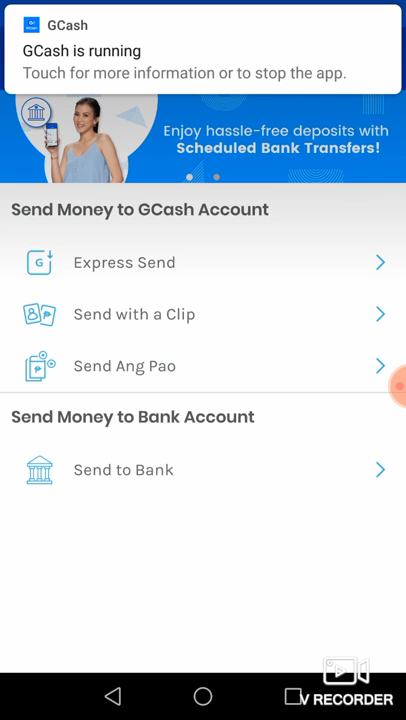 GCash
GCash is running
Touch for more information or to stop the app.
Enjoy hassle-free deposits with
Scheduled Bank Transfers!
Send Money to GCash Account
Express Send
Send with a Clip
Send Ang Pao
Send Money to Bank Account
Send to Bank
V RECORDER